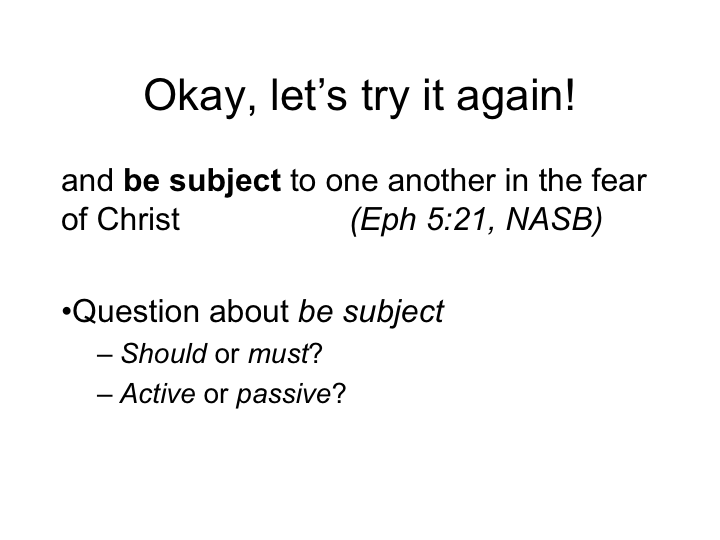 Okay, let’s try it again!
and be subject to one another in the fear
of Christ (Eph 5:21, NASB)
•Question about be subject
– Should or must?
– Active or passive?